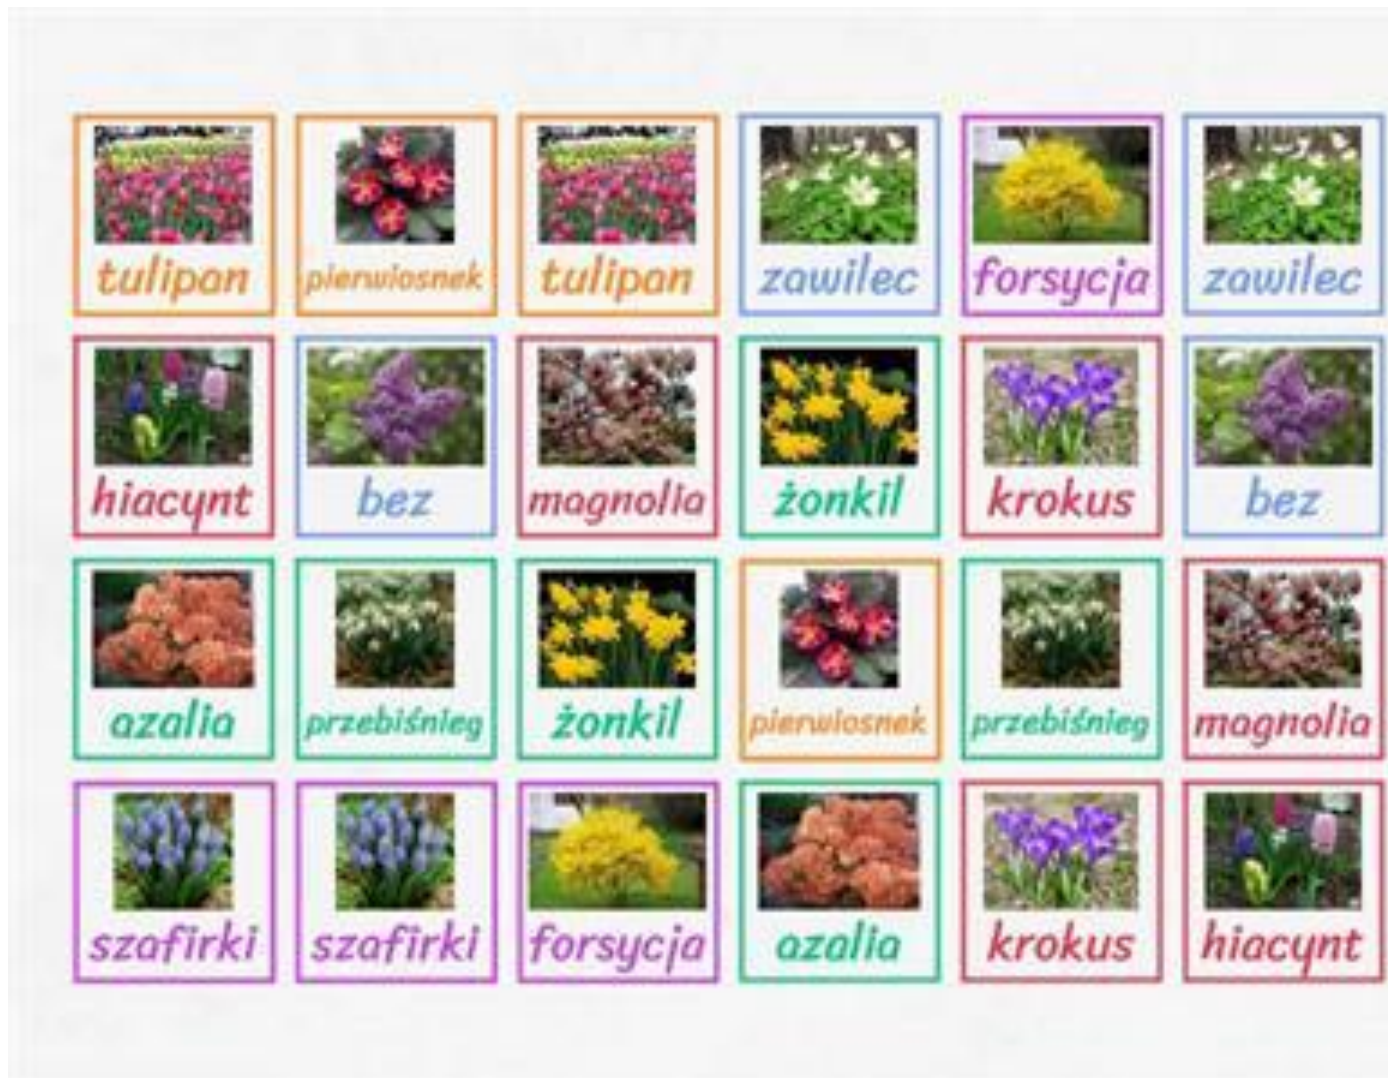 tulipan pierwiosnek tulipan zawilec forsycja zawilec
hiacynt bez magnolia żonkil krokus bez
azalia przebiśnieg żonkil pierwiosnek przebiśnieg magnolia
szafirki szafirki forsycja azalia krokus hiacynt